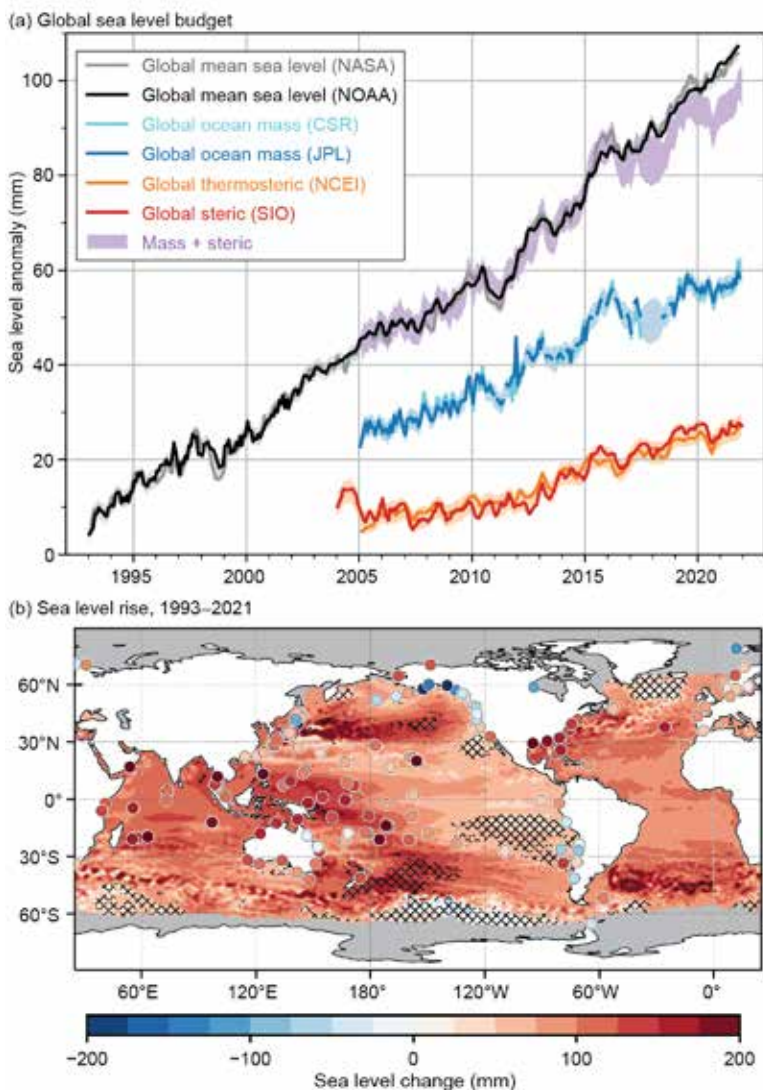 (a) Global sea level budget
Global mean sea level (NASA)
Global mean sea level (NOAA)
Global ocean mass (CSR)
Global ocean mass (JPL)
Global thermosteric (NCEI)
Global steric (SIO)
Mass + steric
Sea level anomaly (mm)
100
80
60
40
20
0
1995 2000 2005 2010 2015 2020
(b) Sea level rise, 1993–2021
60°N
30°N
0°
30°S
60°S
60°E 120°E 180° 120°W 60°W 0°
−200 −100 0 100 200
Sea level change (mm)